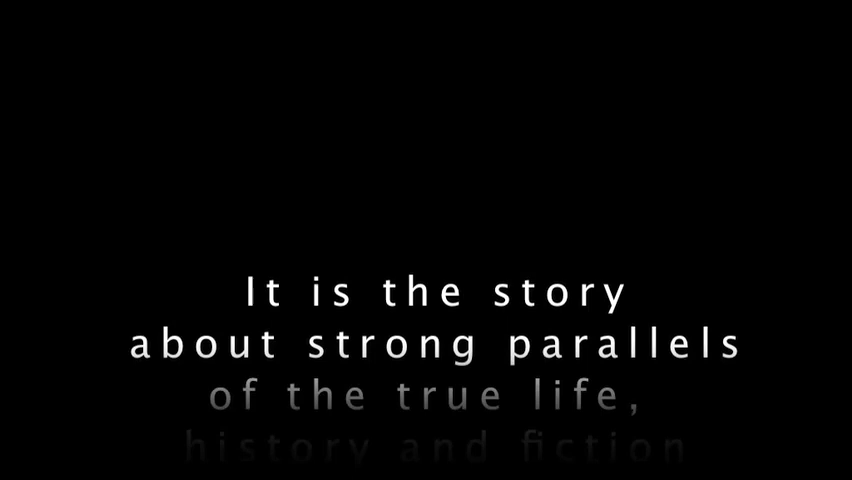 It is the story
about strong parallels
of the true life,
history and fiction